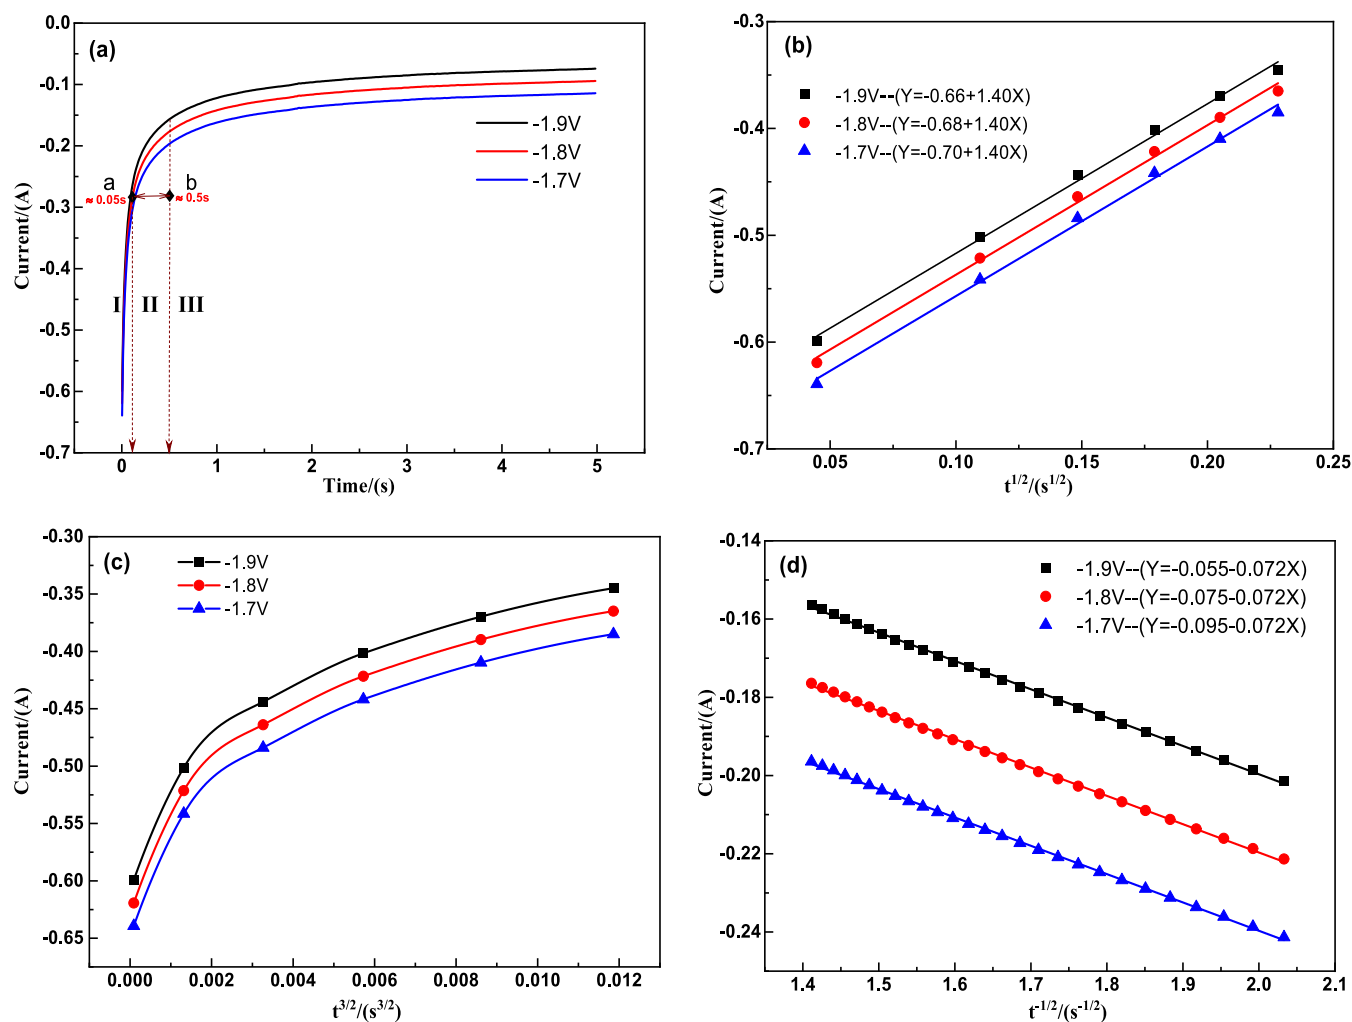 (a)
0.0
-0.1
-0.2
-0.3
-0.4
-0.5
-0.6
-0.7
Current/(A)
-1.9V
-1.8V
-1.7V
a
b
≈0.05s
≈0.5s
I
II
III
0
1
2
3
4
5
Time/(s)
(b)
-0.3
-0.4
-0.5
-0.6
-0.7
Current/(A)
-1.9V--(Y=-0.66+1.40X)
-1.8V--(Y=-0.68+1.40X)
-1.7V--(Y=-0.70+1.40X)
0.05
0.10
0.15
0.20
0.25
t^{1/2}/(s^{1/2})
(c)
-0.30
-0.35
-0.40
-0.45
-0.50
-0.55
-0.60
-0.65
Current/(A)
-1.9V
-1.8V
-1.7V
0.000
0.002
0.004
0.006
0.008
0.010
0.012
t^{3/2}/(s^{3/2})
(d)
-0.14
-0.16
-0.18
-0.20
-0.22
-0.24
Current/(A)
-1.9V--(Y=-0.055-0.072X)
-1.8V--(Y=-0.075-0.072X)
-1.7V--(Y=-0.095-0.072X)
1.4
1.5
1.6
1.7
1.8
1.9
2.0
2.1
t^{-1/2}/(s^{-1/2})